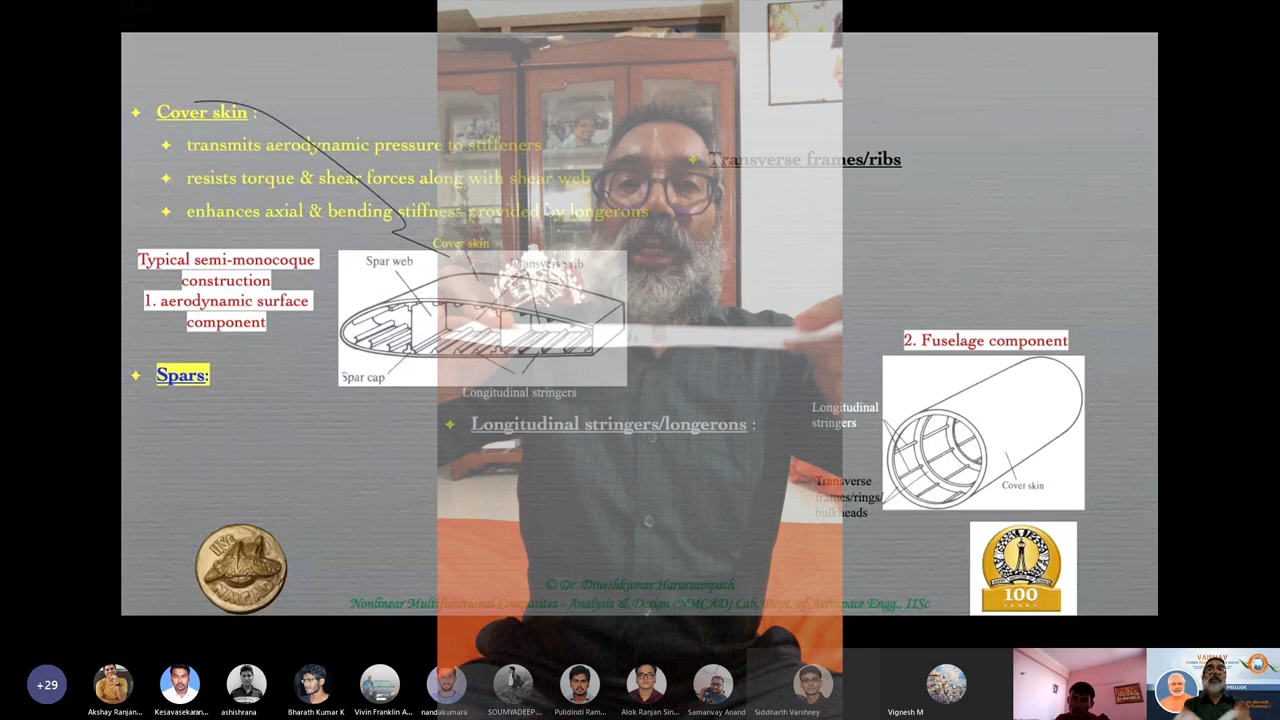 Cover skin :
transmits aerodynamic pressure to stiffeners
resists torque & shear forces along with shear web
enhances axial & bending stiffness provided by longerons
Transverse frames/ribs
Typical semi-monocoque
construction
1. aerodynamic surface
component
Cover skin
Spar web
Transverse rib
Spar cap
Longitudinal stringers
Spars:
Longitudinal stringers/longerons :
2. Fuselage component
Longitudinal
stringers
Transverse
frames/rings/
bulkheads
Cover skin
IISc
NMCAD
100
© Dr. Dineshkumar Harursampath
Nonlinear Multifunctional Composites - Analysis & Design (NMCAD) Lab, Dept. of Aerospace Engg., IISc
+29
Akshay Ranjan...
Kesavasekaran...
ashishrana
Bharath Kumar K
Vivin Franklin A...
nandakumara
SOUMYADEEP...
Pulidindi Ram...
Alok Ranjan Sin...
Samanvay Anand
Siddharth Varshney
Vignesh M
PRELUDE